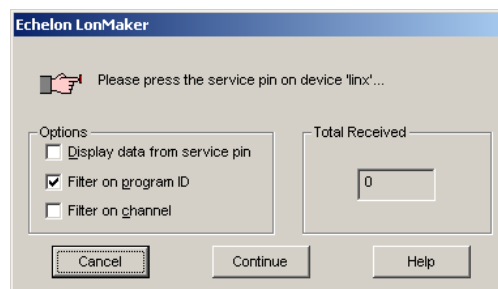 Echelon LonMaker
Please press the service pin on device 'linx'...
Options
Display data from service pin
Filter on program ID
Filter on channel
Total Received
0
Cancel
Continue
Help